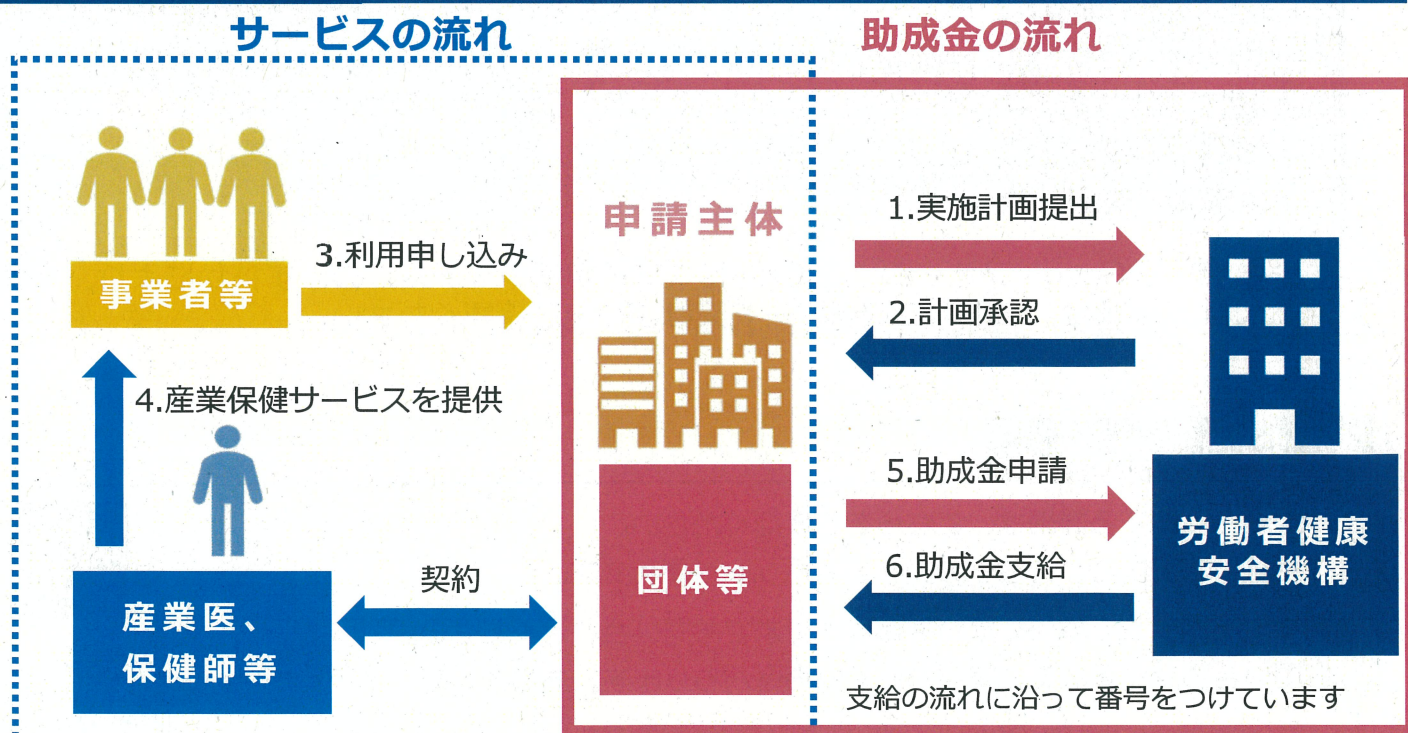 サービスの流れ
助成金の流れ
申請主体
1.実施計画提出
3.利用申し込み
事業者等
2.計画承認
4.産業保健サービスを提供
5.助成金申請
労働者健康
安全機構
契約
団体等
6.助成金支給
産業医、
保健師等
支給の流れに沿って番号をつけています